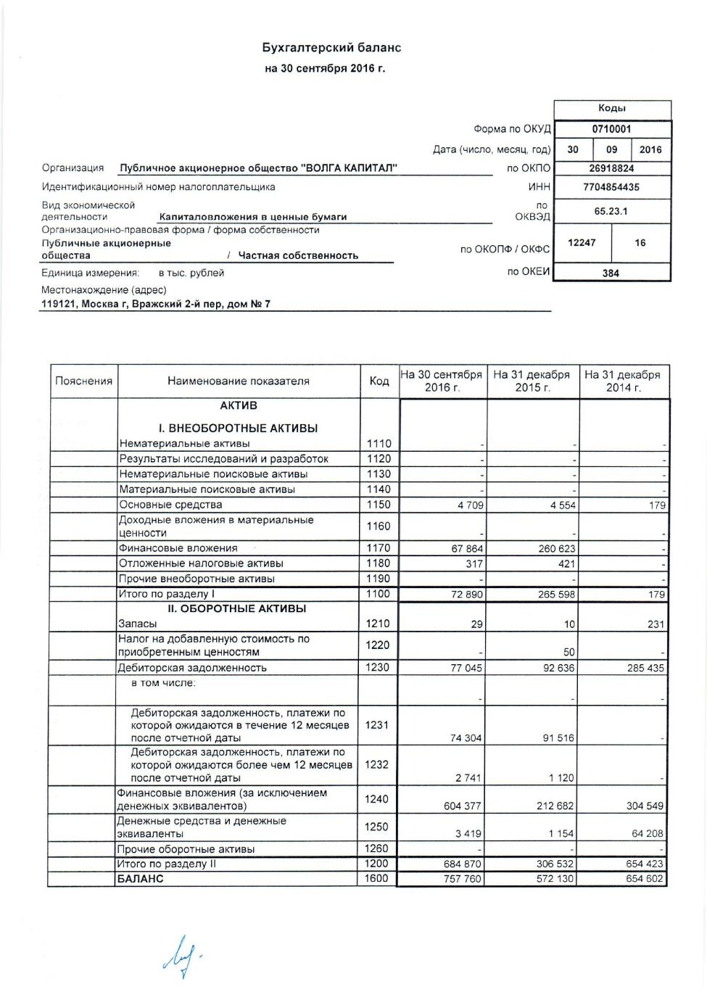 Бухгалтерский баланс
на 30 сентября 2016 г.
Коды
Форма по ОКУД 0710001
Дата (число, месяц, год) 30 09 2016
Организация Публичное акционерное общество "ВОЛГА КАПИТАЛ" по ОКПО 26918824
Идентификационный номер налогоплательщика ИНН 7704854435
Вид экономической деятельности Капиталовложения в ценные бумаги по ОКВЭД 65.23.1
Организационно-правовая форма / форма собственности
Публичные акционерные общества / Частная собственность по ОКОПФ / ОКФС 12247 16
Единица измерения: в тыс. рублей по ОКЕИ 384
Местонахождение (адрес)
119121, Москва г, Вражский 2-й пер, дом № 7
Пояснения Наименование показателя Код На 30 сентября 2016 г. На 31 декабря 2015 г. На 31 декабря 2014 г.
АКТИВ
I. ВНЕОБОРОТНЫЕ АКТИВЫ
Нематериальные активы 1110 - - -
Результаты исследований и разработок 1120 - - -
Нематериальные поисковые активы 1130 - - -
Материальные поисковые активы 1140 - - -
Основные средства 1150 4 709 4 554 179
Доходные вложения в материальные ценности 1160 - - -
Финансовые вложения 1170 67 864 260 623 -
Отложенные налоговые активы 1180 317 421 -
Прочие внеоборотные активы 1190 - - -
Итого по разделу I 1100 72 890 265 598 179
II. ОБОРОТНЫЕ АКТИВЫ
Запасы 1210 29 10 231
Налог на добавленную стоимость по приобретенным ценностям 1220 - 50 -
Дебиторская задолженность 1230 77 045 92 636 285 435
в том числе:
- - -
Дебиторская задолженность, платежи по которой ожидаются в течение 12 месяцев после отчетной даты 1231 74 304 91 516 -
Дебиторская задолженность, платежи по которой ожидаются более чем 12 месяцев после отчетной даты 1232 2 741 1 120 -
Финансовые вложения (за исключением денежных эквивалентов) 1240 604 377 212 682 304 549
Денежные средства и денежные эквиваленты 1250 3 419 1 154 64 208
Прочие оборотные активы 1260 - - -
Итого по разделу II 1200 684 870 306 532 654 423
БАЛАНС 1600 757 760 572 130 654 602